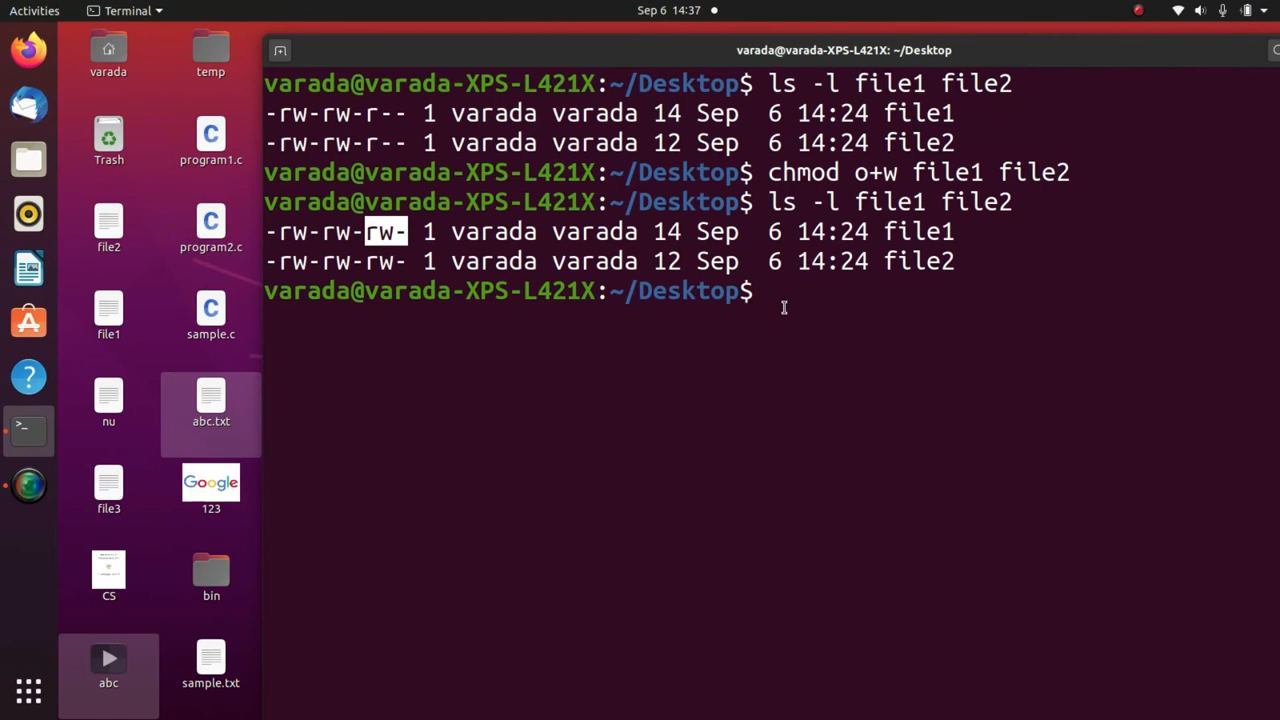 Activities
Terminal
Sep 6 14:37
varada@varada-XPS-L421X: ~/Desktop
varada@varada-XPS-L421X:~/Desktop$ ls -l file1 file2
-rw-rw-r-- 1 varada varada 14 Sep  6 14:24 file1
-rw-rw-r-- 1 varada varada 12 Sep  6 14:24 file2
varada@varada-XPS-L421X:~/Desktop$ chmod o+w file1 file2
varada@varada-XPS-L421X:~/Desktop$ ls -l file1 file2
-rw-rw-rw- 1 varada varada 14 Sep  6 14:24 file1
-rw-rw-rw- 1 varada varada 12 Sep  6 14:24 file2
varada@varada-XPS-L421X:~/Desktop$
varada
temp
Trash
C
program1.c
file2
C
program2.c
file1
C
sample.c
nu
abc.txt
file3
Google
123
CS
bin
abc
sample.txt